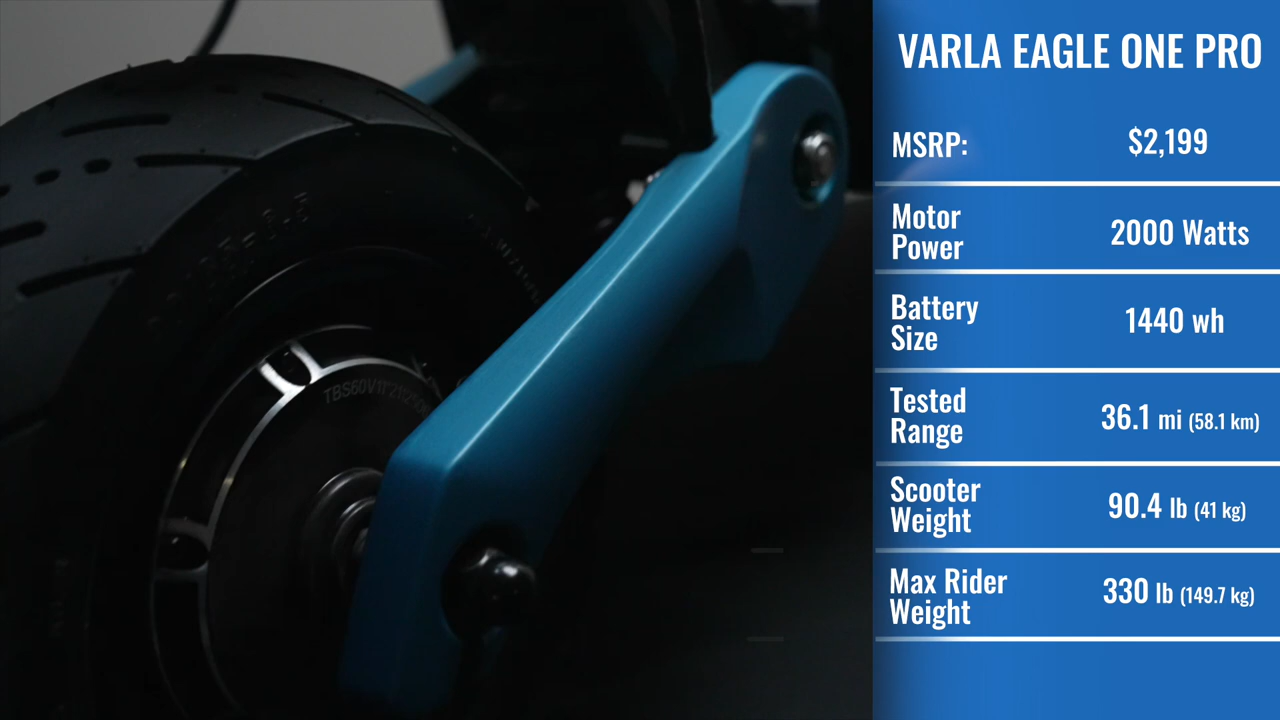 VARLA EAGLE ONE PRO
MSRP:
$2,199
Motor
Power
2000 Watts
Battery
Size
1440 wh
Tested
Range
36.1 mi (58.1 km)
Scooter
Weight
90.4 lb (41 kg)
Max Rider
Weight
330 lb (149.7 kg)